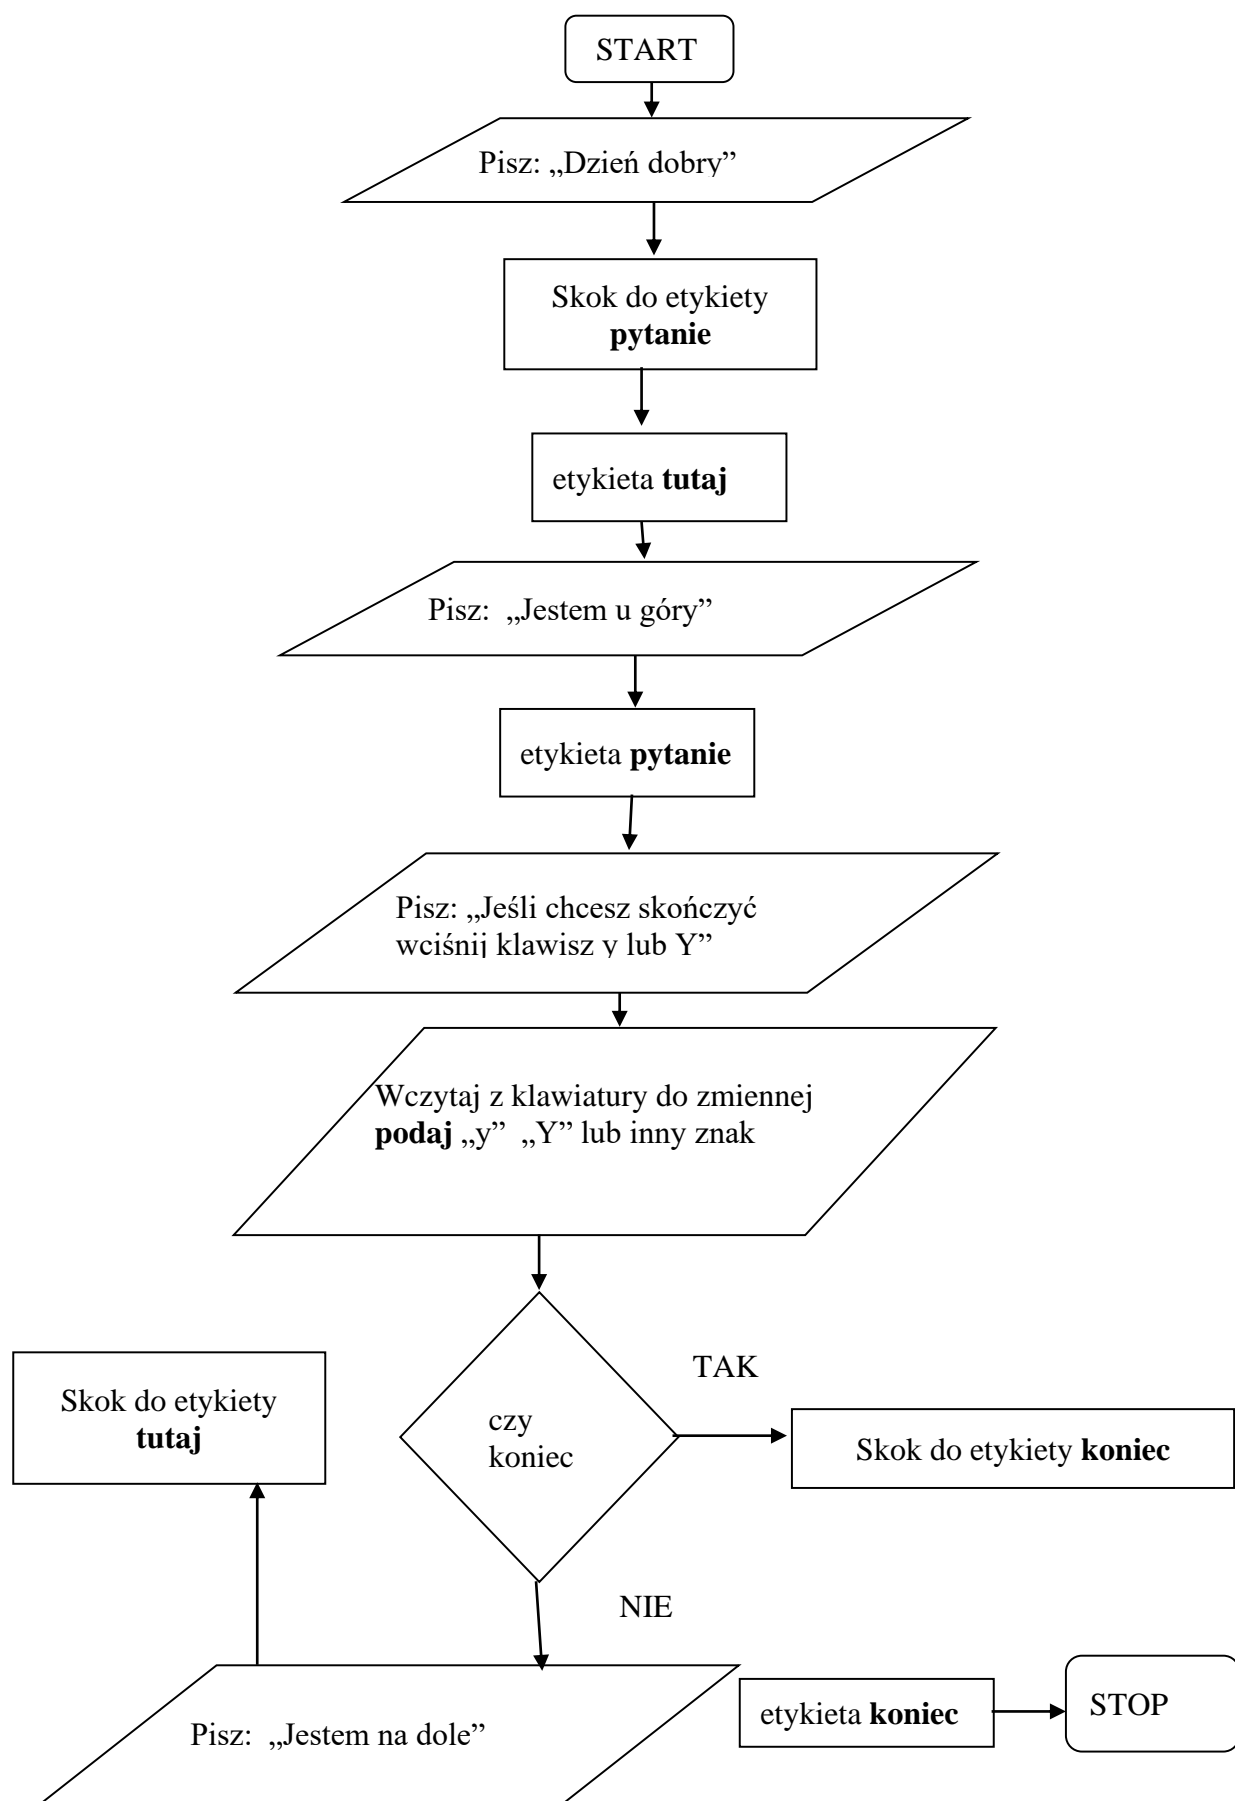 START
Pisz: „Dzień dobry”
Skok do etykiety
pytanie
etykieta tutaj
Pisz: „Jestem u góry”
etykieta pytanie
Pisz: „Jeśli chcesz skończyć
wciśnij klawisz y lub Y”
Wczytaj z klawiatury do zmiennej
podaj „y” „Y” lub inny znak
TAK
Skok do etykiety
tutaj
czy
koniec
Skok do etykiety koniec
NIE
Pisz: „Jestem na dole”
etykieta koniec
STOP